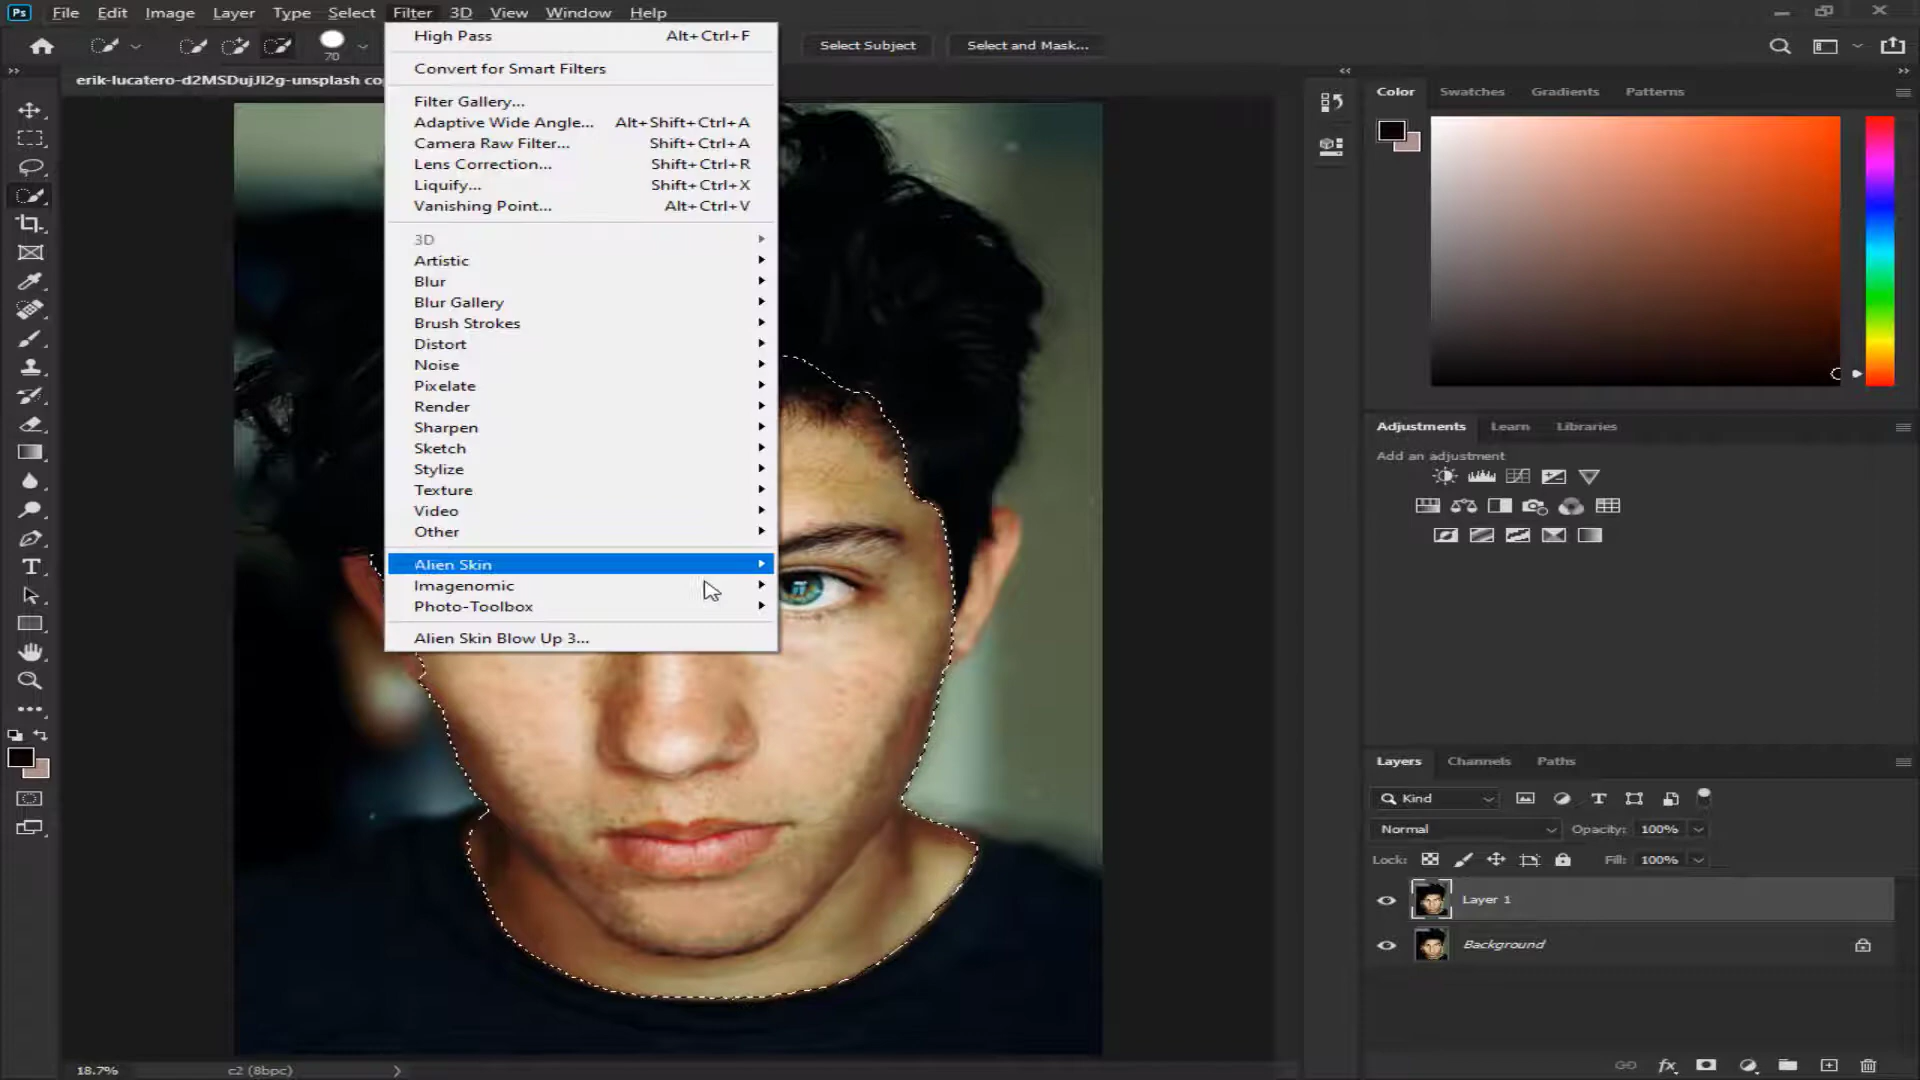 Ps File Edit Image Layer Type Select Filter 3D View Window Help
High Pass Alt+Ctrl+F
70 Select Subject Select and Mask...
Convert for Smart Filters
erik-lucatero-d2MSDujJl2g-unsplash co
Color Swatches Gradients Patterns
Filter Gallery...
Adaptive Wide Angle... Alt+Shift+Ctrl+A
Camera Raw Filter... Shift+Ctrl+A
Lens Correction... Shift+Ctrl+R
Liquify... Shift+Ctrl+X
Vanishing Point... Alt+Ctrl+V
3D
Artistic
Blur
Blur Gallery
Brush Strokes
Distort
Noise
Pixelate
Render
Sharpen
Sketch
Stylize
Texture
Video
Other
Alien Skin
Imagenomic
Photo-Toolbox
Alien Skin Blow Up 3...
Adjustments Learn Libraries
Add an adjustment
Layers Channels Paths
Kind
Normal Opacity: 100%
Lock: Fill: 100%
Layer 1
Background
fx
18.7% c2 (8bpc)